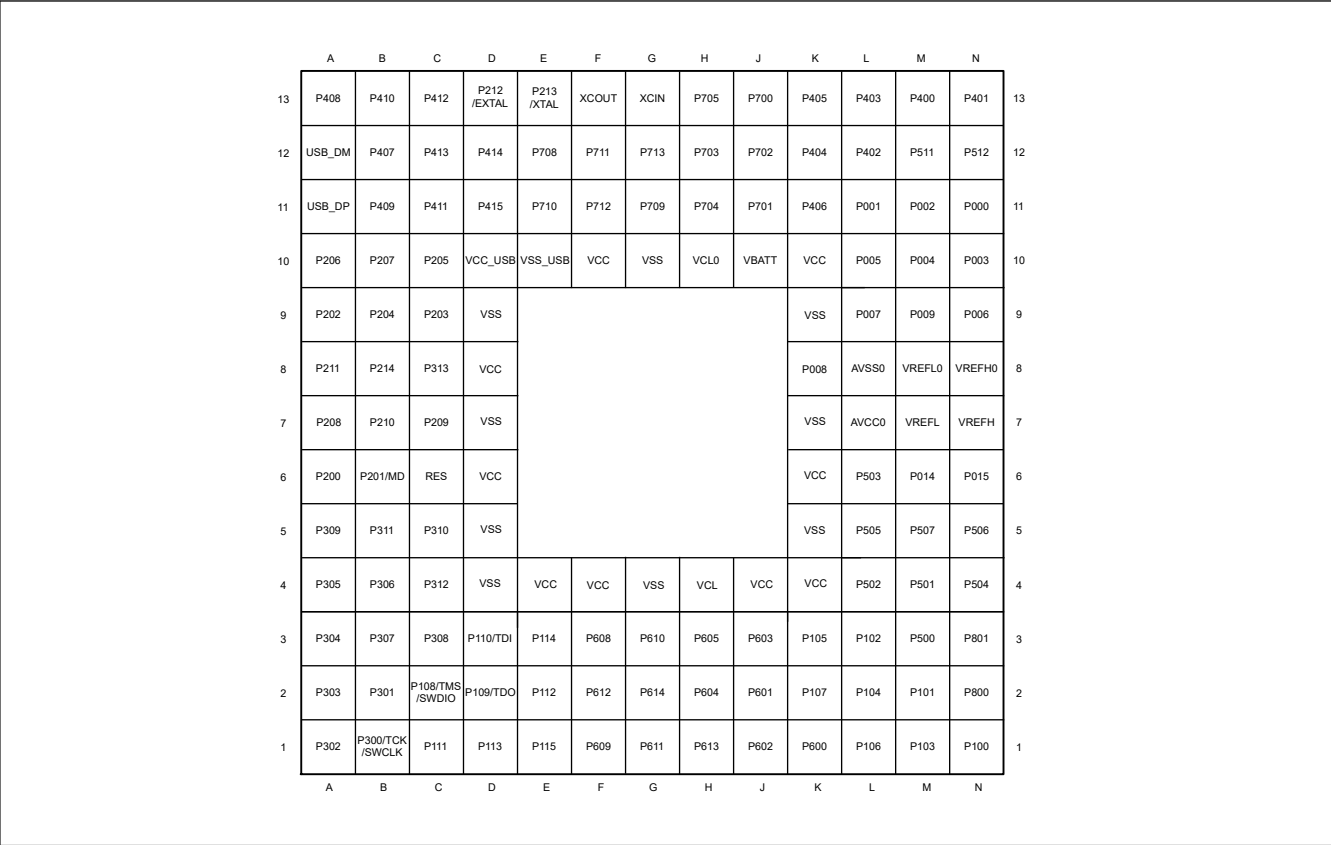 A B C D E F G H J K L M N
13 P408 P410 P412 P212 P213 XCOUT XCIN P705 P700 P405 P403 P400 P401 13
/EXTAL /XTAL
12 USB_DM P407 P413 P414 P708 P711 P713 P703 P702 P404 P402 P511 P512 12
11 USB_DP P409 P411 P415 P710 P712 P709 P704 P701 P406 P001 P002 P000 11
10 P206 P207 P205 VCC_USB VSS_USB VCC VSS VCL0 VBATT VCC P005 P004 P003 10
9 P202 P204 P203 VSS VSS P007 P009 P006 9
8 P211 P214 P313 VCC P008 AVSS0 VREFL0 VREFH0 8
7 P208 P210 P209 VSS VSS AVCC0 VREFL VREFH 7
6 P200 P201/MD RES VCC VCC P503 P014 P015 6
5 P309 P311 P310 VSS VSS P505 P507 P506 5
4 P305 P306 P312 VSS VCC VCC VSS VCL VCC VCC P502 P501 P504 4
3 P304 P307 P308 P110/TDI P114 P608 P610 P605 P603 P105 P102 P500 P801 3
2 P303 P301 P108/TMS P109/TDO P112 P612 P614 P604 P601 P107 P104 P101 P800 2
/SWDIO
1 P302 P300/TCK P111 P113 P115 P609 P611 P613 P602 P600 P106 P103 P100 1
/SWCLK
A B C D E F G H J K L M N